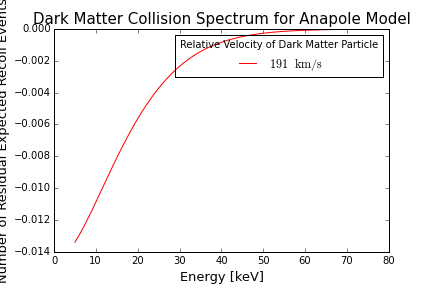 Dark Matter Collision Spectrum for Anapole Model
Number of Residual Expected Recoil Events
0.000
−0.002
−0.004
−0.006
−0.008
−0.010
−0.012
−0.014
Relative Velocity of Dark Matter Particle
191 km/s
0 10 20 30 40 50 60 70 80
Energy [keV]